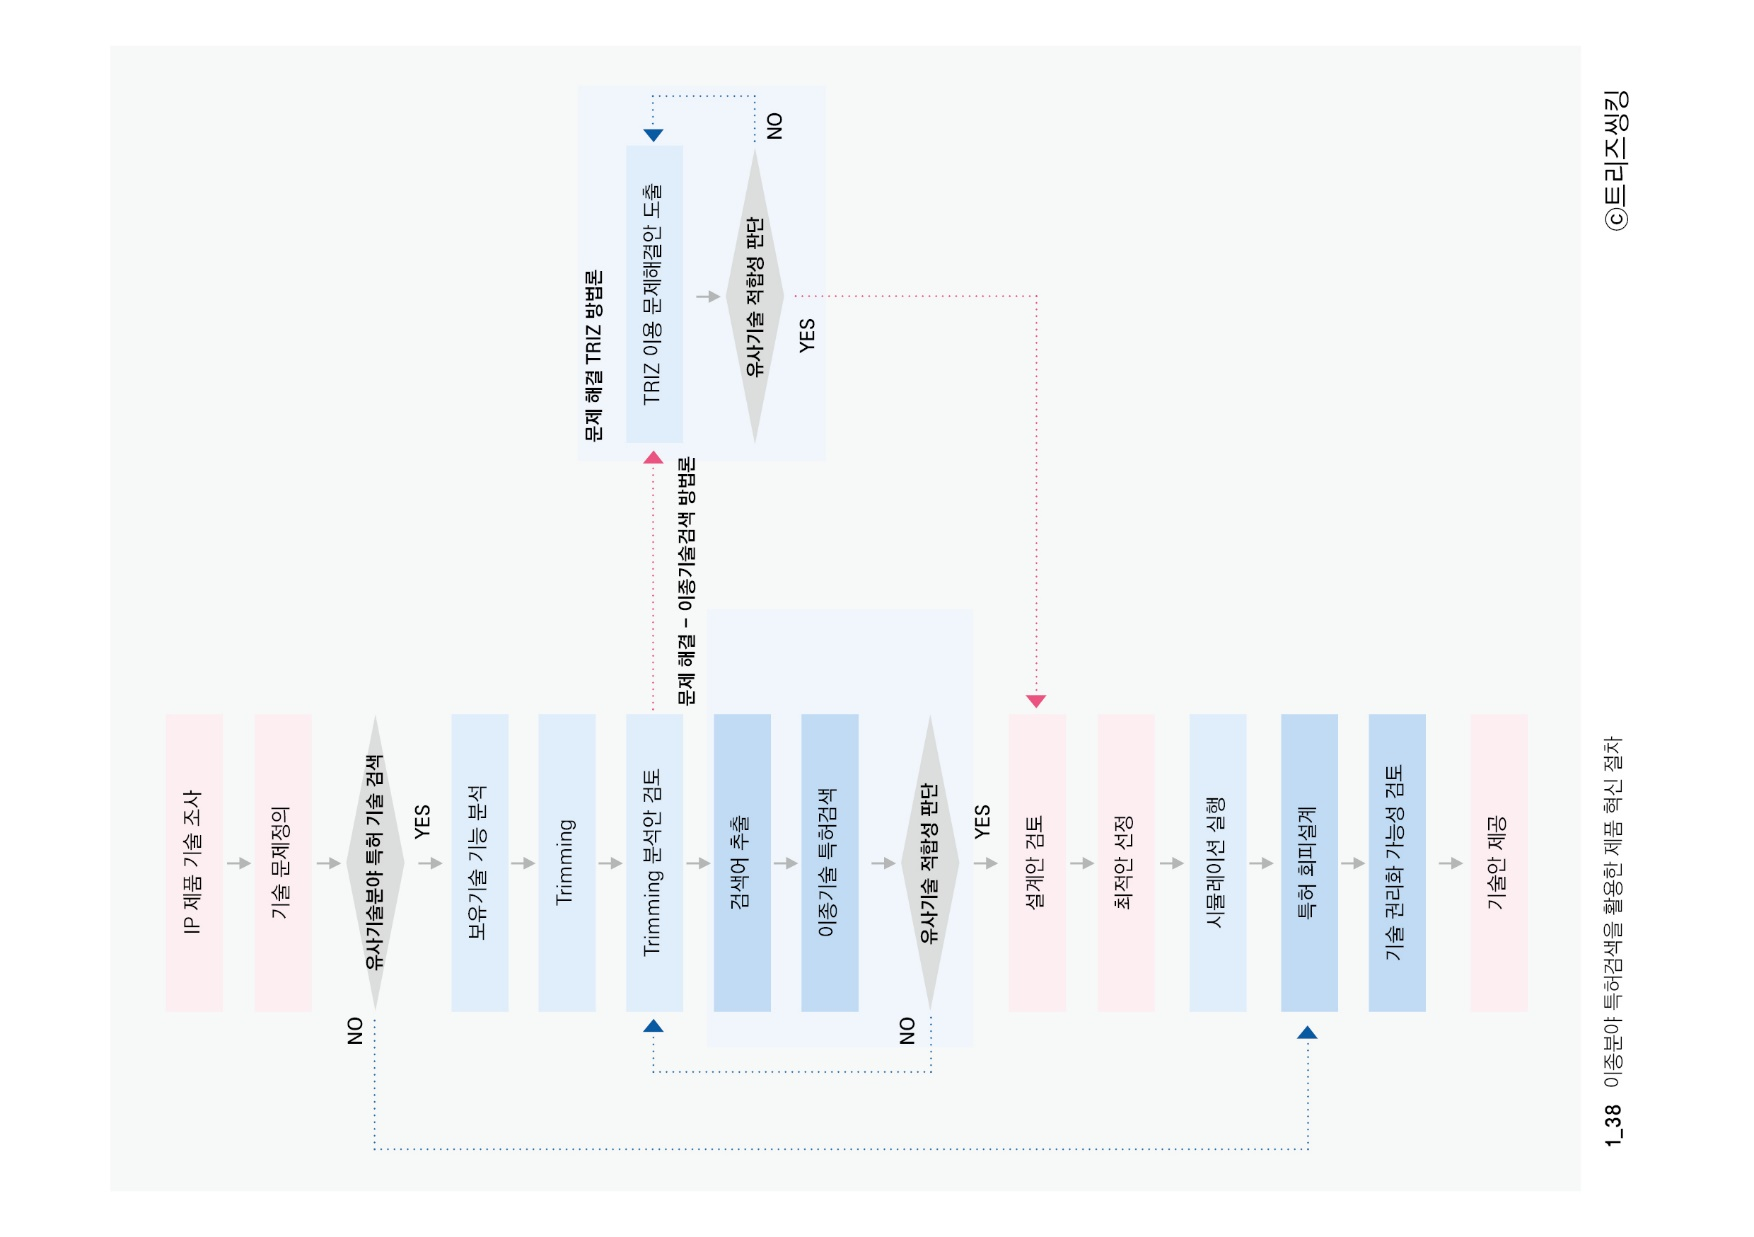 IP 제품 기술 조사
기술 문제정의
유사기술분야 특허 기술 검색
NO
YES
보유기술 기능 분석
Trimming
Trimming 분석안 검토
문제 해결 – 이종기술검색 방법론
검색어 추출
이종기술 특허검색
유사기술 적합성 판단
NO
YES
문제 해결 TRIZ 방법론
TRIZ 이용 문제해결안 도출
유사기술 적합성 판단
NO
YES
설계안 검토
최적안 선정
시뮬레이션 실행
특허 회피설계
기술 권리화 가능성 검토
기술안 제공
1_38 이종분야 특허검색을 활용한 제품 혁신 절차
ⓒ트리즈씽킹